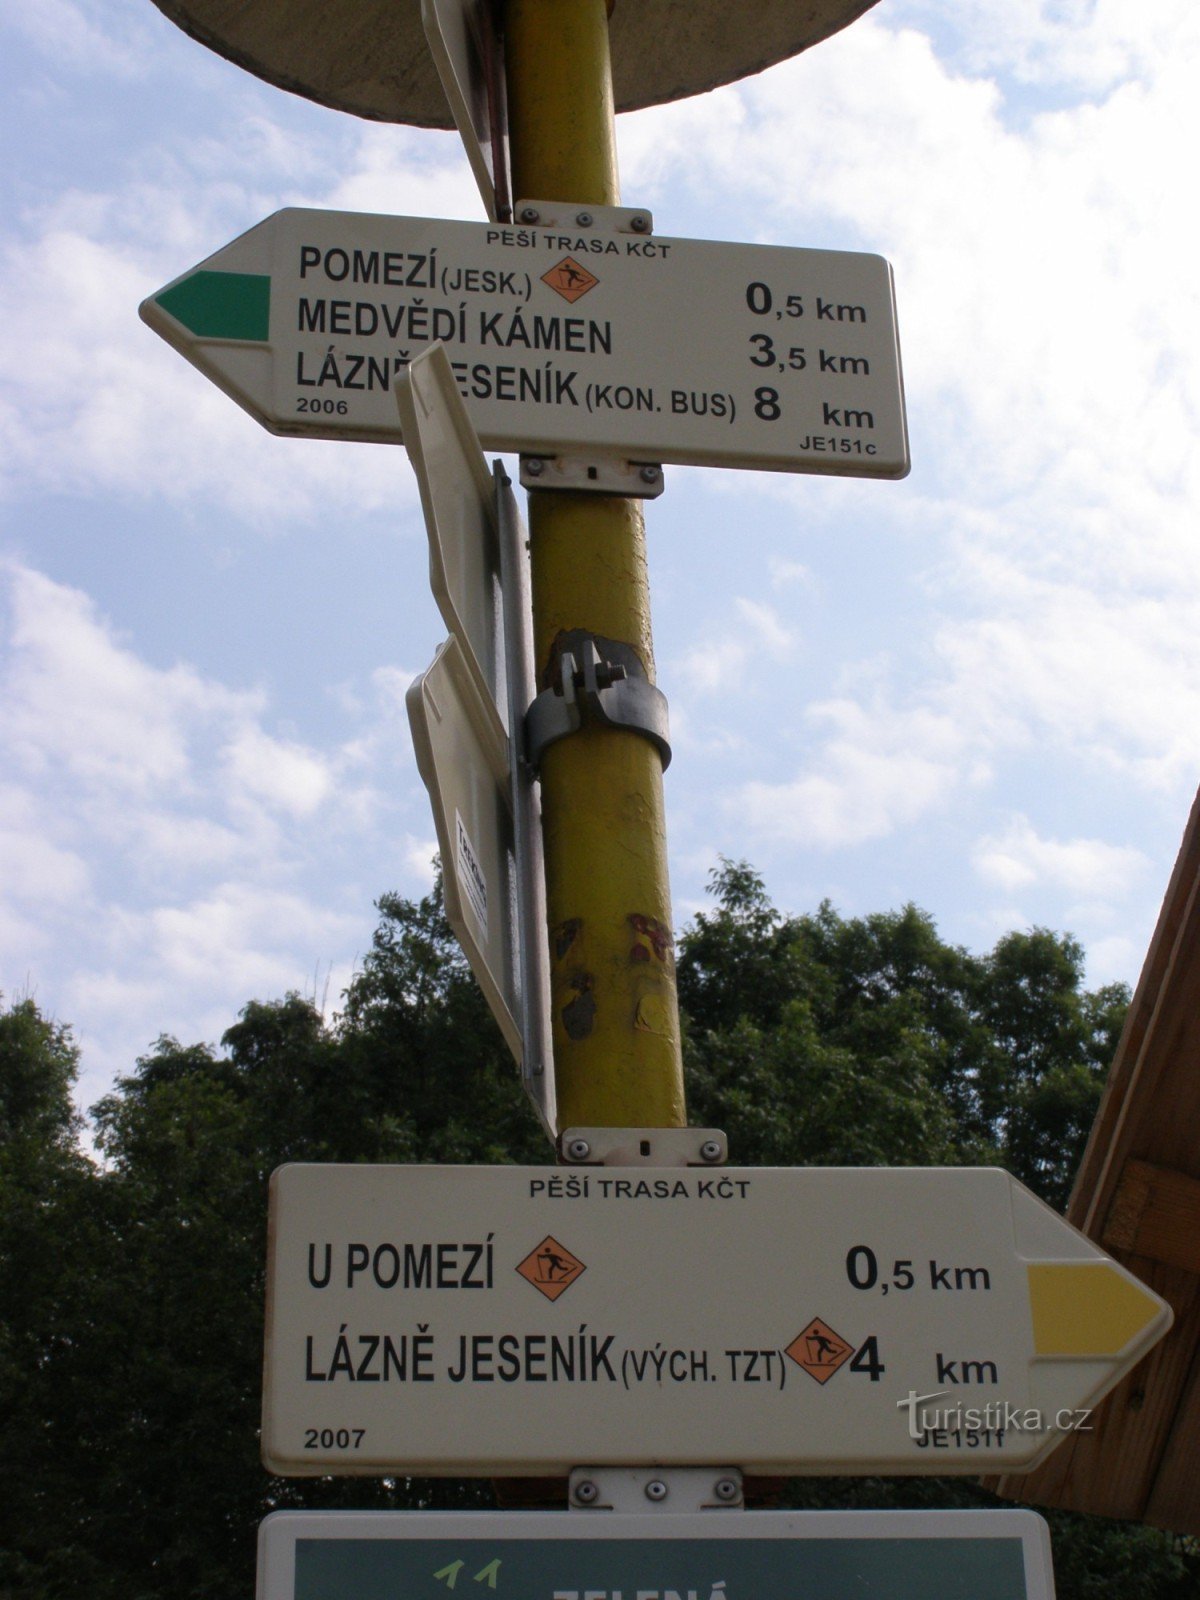 PĚŠÍ TRASA KČT
POMEZÍ (JESK.) 0,5 km
MEDVĚDÍ KÁMEN 3,5 km
LÁZNĚ JESENÍK (KON. BUS) 8 km
2006 JE151c
PĚŠÍ TRASA KČT
U POMEZÍ 0,5 km
LÁZNĚ JESENÍK (VÝCH. TZT) 4 km
Turistika.cz
2007 JE151f
11
ZELENÁ